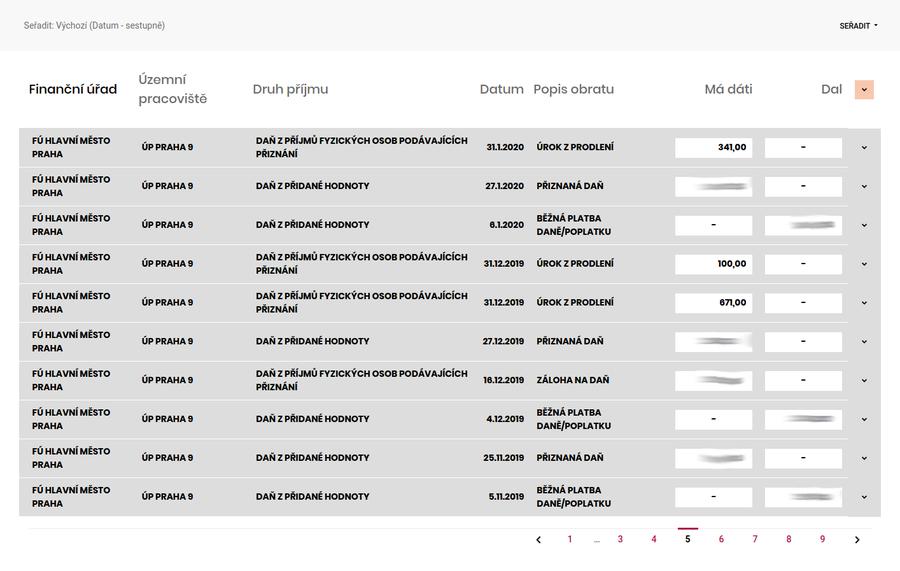 Seřadit: Výchozí (Datum - sestupně)
SEŘADIT
Finanční úřad
Územní
pracoviště
Druh příjmu
Datum
Popis obratu
Má dáti
Dal
FÚ HLAVNÍ MĚSTO
PRAHA
ÚP PRAHA 9
DAŇ Z PŘÍJMŮ FYZICKÝCH OSOB PODÁVAJÍCÍCH
PŘIZNÁNÍ
31.1.2020
ÚROK Z PRODLENÍ
341,00
–
FÚ HLAVNÍ MĚSTO
PRAHA
ÚP PRAHA 9
DAŇ Z PŘIDANÉ HODNOTY
27.1.2020
PŘIZNANÁ DAŇ
–
FÚ HLAVNÍ MĚSTO
PRAHA
ÚP PRAHA 9
DAŇ Z PŘIDANÉ HODNOTY
6.1.2020
BĚŽNÁ PLATBA
DANĚ/POPLATKU
–
FÚ HLAVNÍ MĚSTO
PRAHA
ÚP PRAHA 9
DAŇ Z PŘÍJMŮ FYZICKÝCH OSOB PODÁVAJÍCÍCH
PŘIZNÁNÍ
31.12.2019
ÚROK Z PRODLENÍ
100,00
–
FÚ HLAVNÍ MĚSTO
PRAHA
ÚP PRAHA 9
DAŇ Z PŘÍJMŮ FYZICKÝCH OSOB PODÁVAJÍCÍCH
PŘIZNÁNÍ
31.12.2019
ÚROK Z PRODLENÍ
671,00
–
FÚ HLAVNÍ MĚSTO
PRAHA
ÚP PRAHA 9
DAŇ Z PŘIDANÉ HODNOTY
27.12.2019
PŘIZNANÁ DAŇ
–
FÚ HLAVNÍ MĚSTO
PRAHA
ÚP PRAHA 9
DAŇ Z PŘÍJMŮ FYZICKÝCH OSOB PODÁVAJÍCÍCH
PŘIZNÁNÍ
16.12.2019
ZÁLOHA NA DAŇ
–
FÚ HLAVNÍ MĚSTO
PRAHA
ÚP PRAHA 9
DAŇ Z PŘIDANÉ HODNOTY
4.12.2019
BĚŽNÁ PLATBA
DANĚ/POPLATKU
–
FÚ HLAVNÍ MĚSTO
PRAHA
ÚP PRAHA 9
DAŇ Z PŘIDANÉ HODNOTY
25.11.2019
PŘIZNANÁ DAŇ
–
FÚ HLAVNÍ MĚSTO
PRAHA
ÚP PRAHA 9
DAŇ Z PŘIDANÉ HODNOTY
5.11.2019
BĚŽNÁ PLATBA
DANĚ/POPLATKU
–
1 ... 3 4 5 6 7 8 9